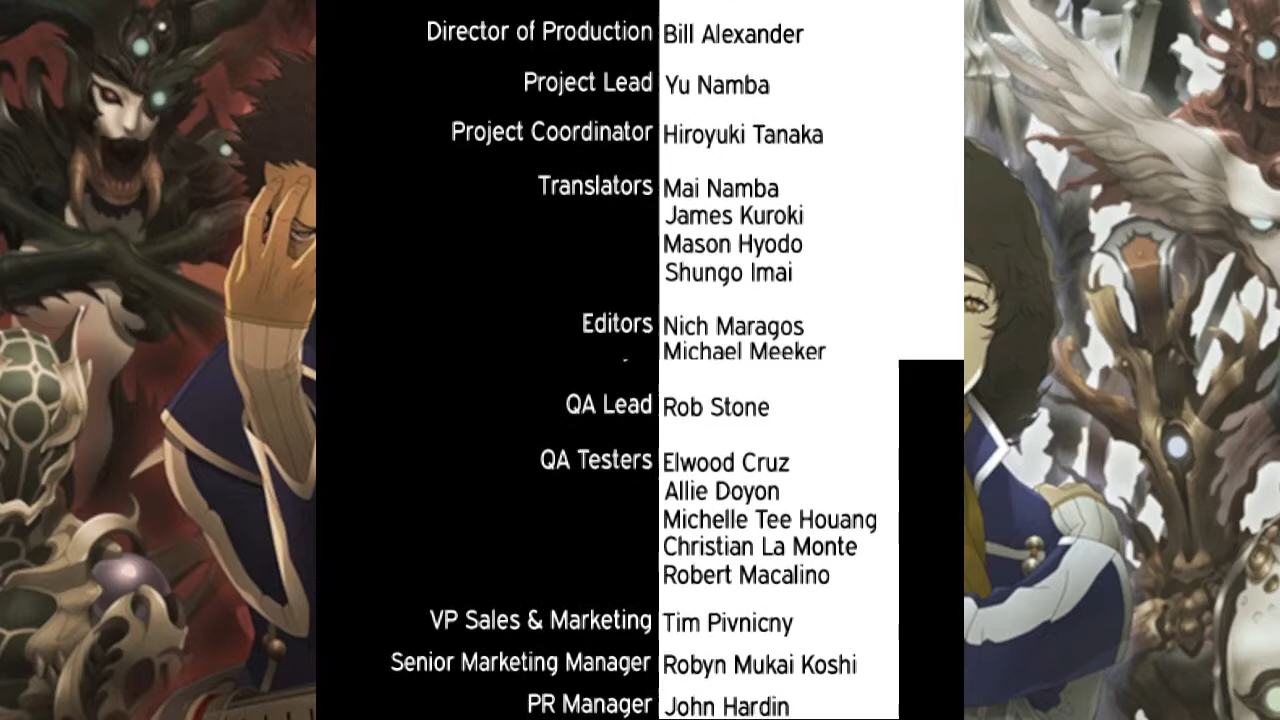 Director of Production Bill Alexander
Project Lead Yu Namba
Project Coordinator Hiroyuki Tanaka
Translators Mai Namba
James Kuroki
Mason Hyodo
Shungo Imai
Editors Nich Maragos
Michael Meeker
QA Lead Rob Stone
QA Testers Elwood Cruz
Allie Doyon
Michelle Tee Houang
Christian La Monte
Robert Macalino
VP Sales & Marketing Tim Pivnicny
Senior Marketing Manager Robyn Mukai Koshi
PR Manager John Hardin